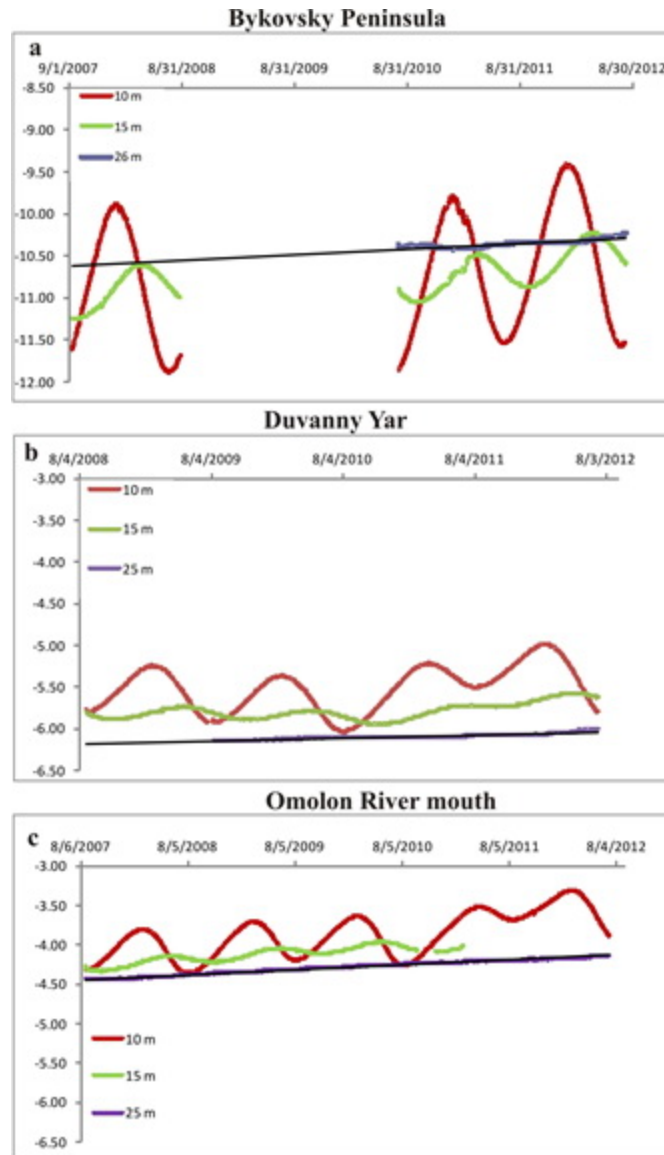 Bykovsky Peninsula
a
9/1/2007 8/31/2008 8/31/2009 8/31/2010 8/31/2011 8/30/2012
-8.50
10 m
-9.00
15 m
-9.50
26 m
-10.00
-10.50
-11.00
-11.50
-12.00
Duvanny Yar
b
8/4/2008 8/4/2009 8/4/2010 8/4/2011 8/3/2012
-3.00
10 m
-3.50
15 m
-4.00
25 m
-4.50
-5.00
-5.50
-6.00
-6.50
Omolon River mouth
c
8/6/2007 8/5/2008 8/5/2009 8/5/2010 8/5/2011 8/4/2012
-3.00
-3.50
-4.00
-4.50
-5.00
10 m
-5.50
15 m
-6.00
25 m
-6.50